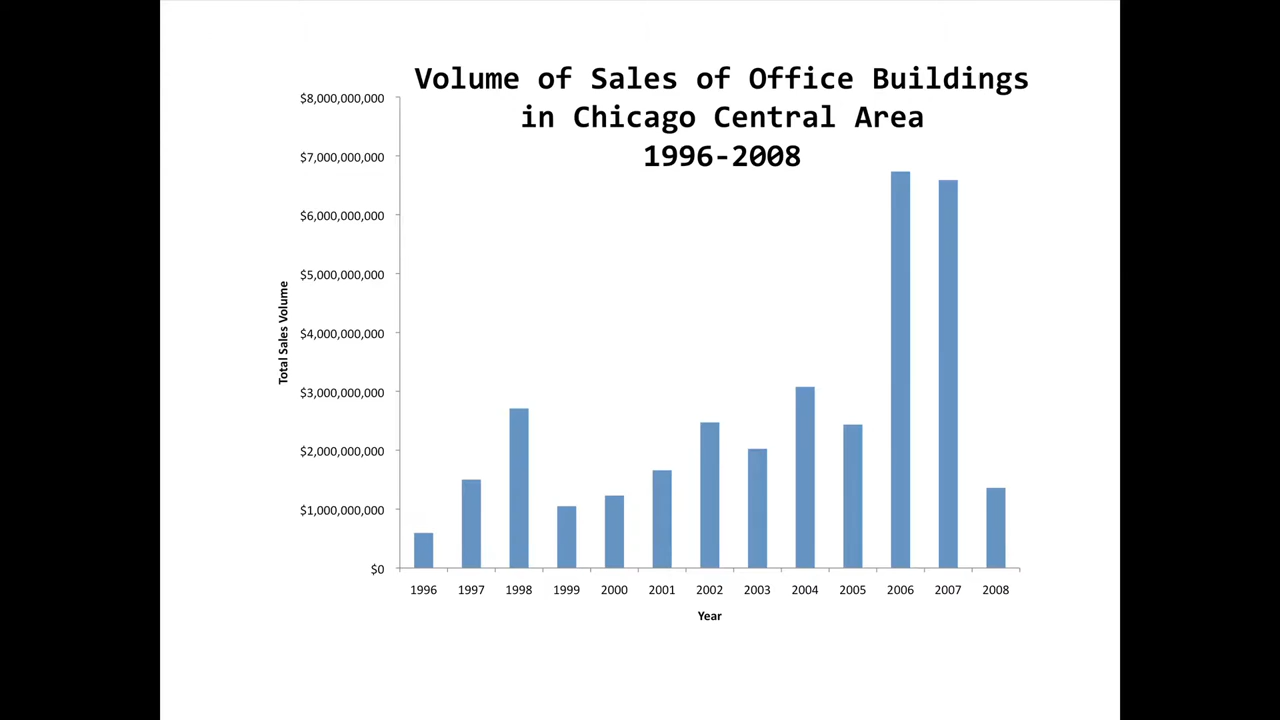 Volume of Sales of Office Buildings
in Chicago Central Area
1996-2008
$8,000,000,000
$7,000,000,000
$6,000,000,000
$5,000,000,000
$4,000,000,000
$3,000,000,000
$2,000,000,000
$1,000,000,000
$0
Total Sales Volume
1996 1997 1998 1999 2000 2001 2002 2003 2004 2005 2006 2007 2008
Year